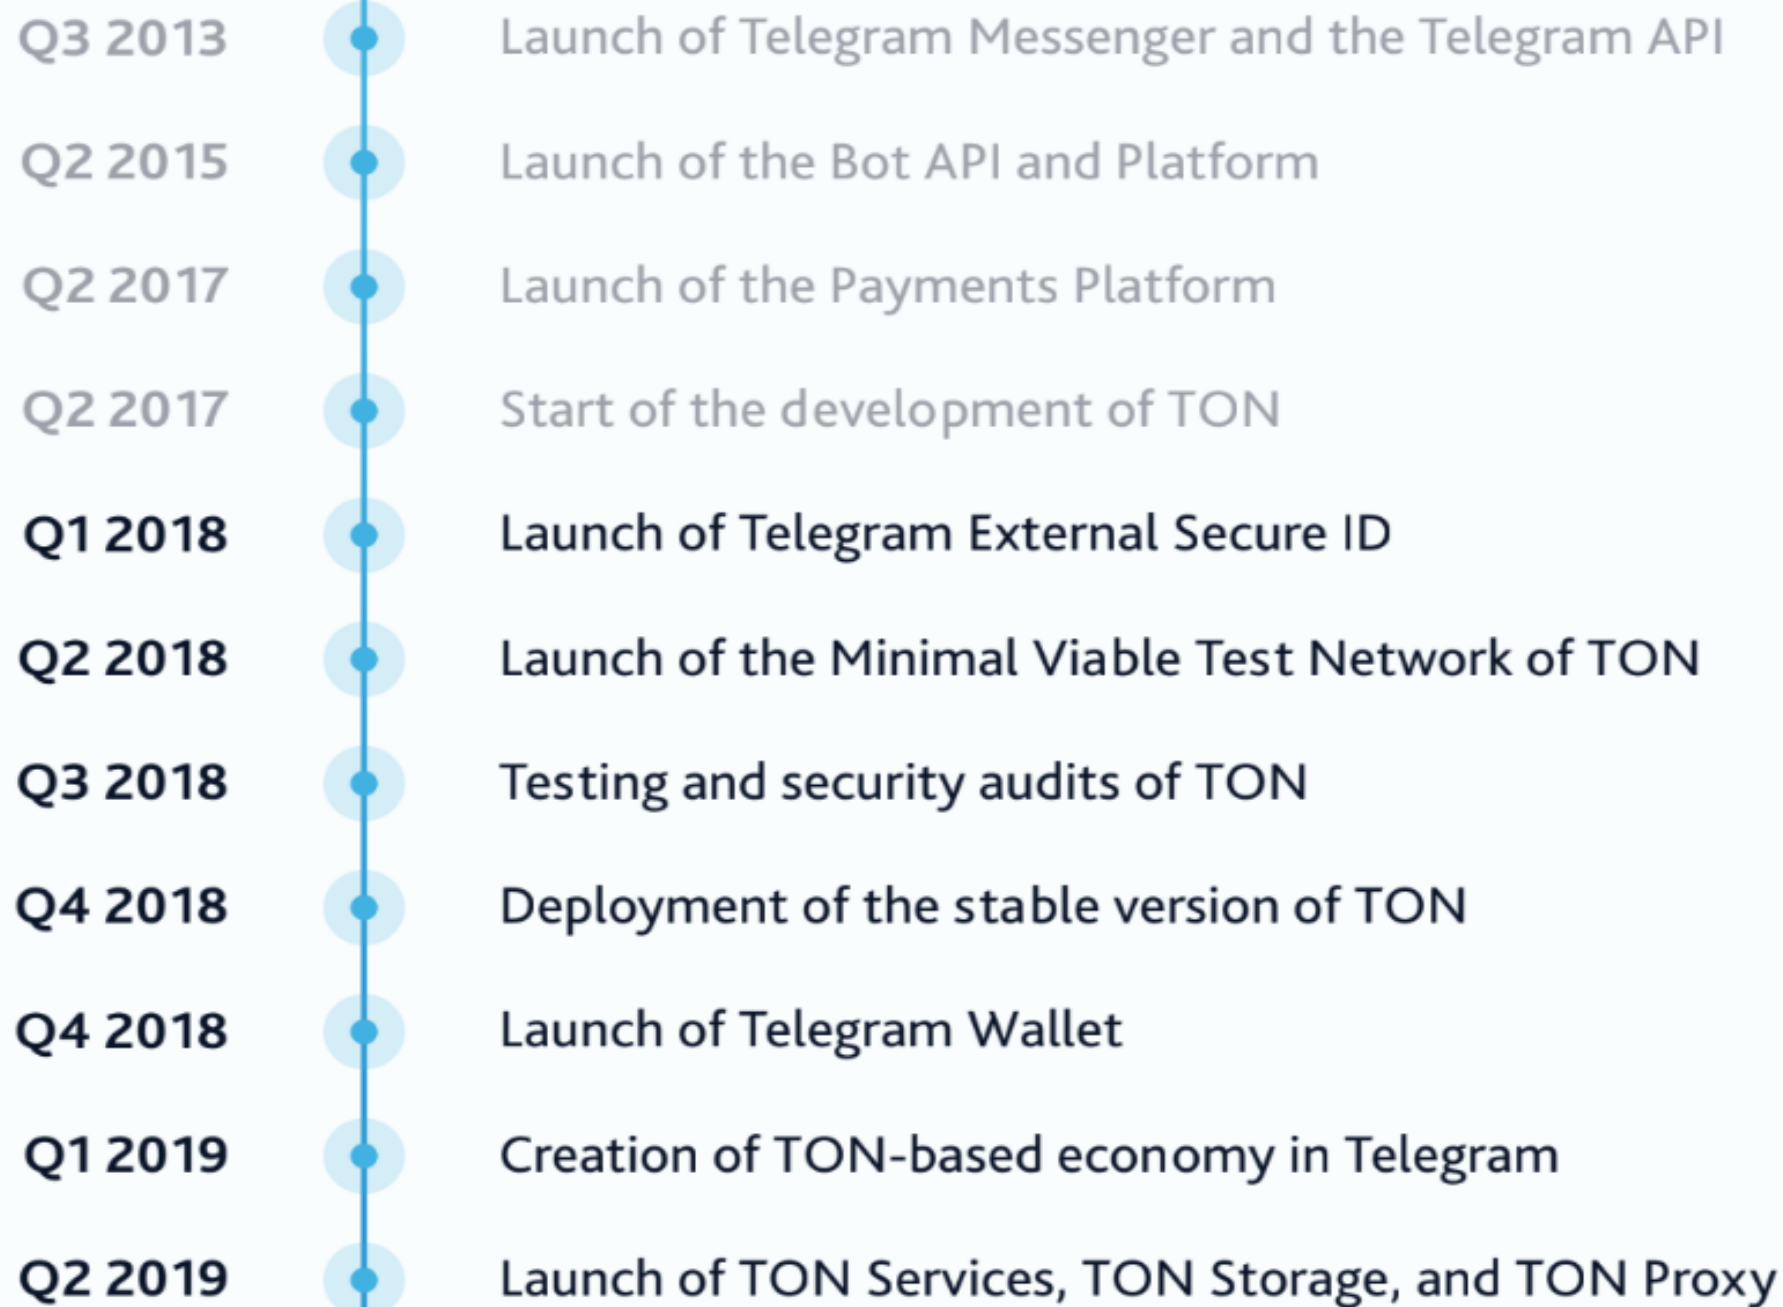 Q3 2013 Launch of Telegram Messenger and the Telegram API
Q2 2015 Launch of the Bot API and Platform
Q2 2017 Launch of the Payments Platform
Q2 2017 Start of the development of TON
Q1 2018 Launch of Telegram External Secure ID
Q2 2018 Launch of the Minimal Viable Test Network of TON
Q3 2018 Testing and security audits of TON
Q4 2018 Deployment of the stable version of TON
Q4 2018 Launch of Telegram Wallet
Q1 2019 Creation of TON-based economy in Telegram
Q2 2019 Launch of TON Services, TON Storage, and TON Proxy